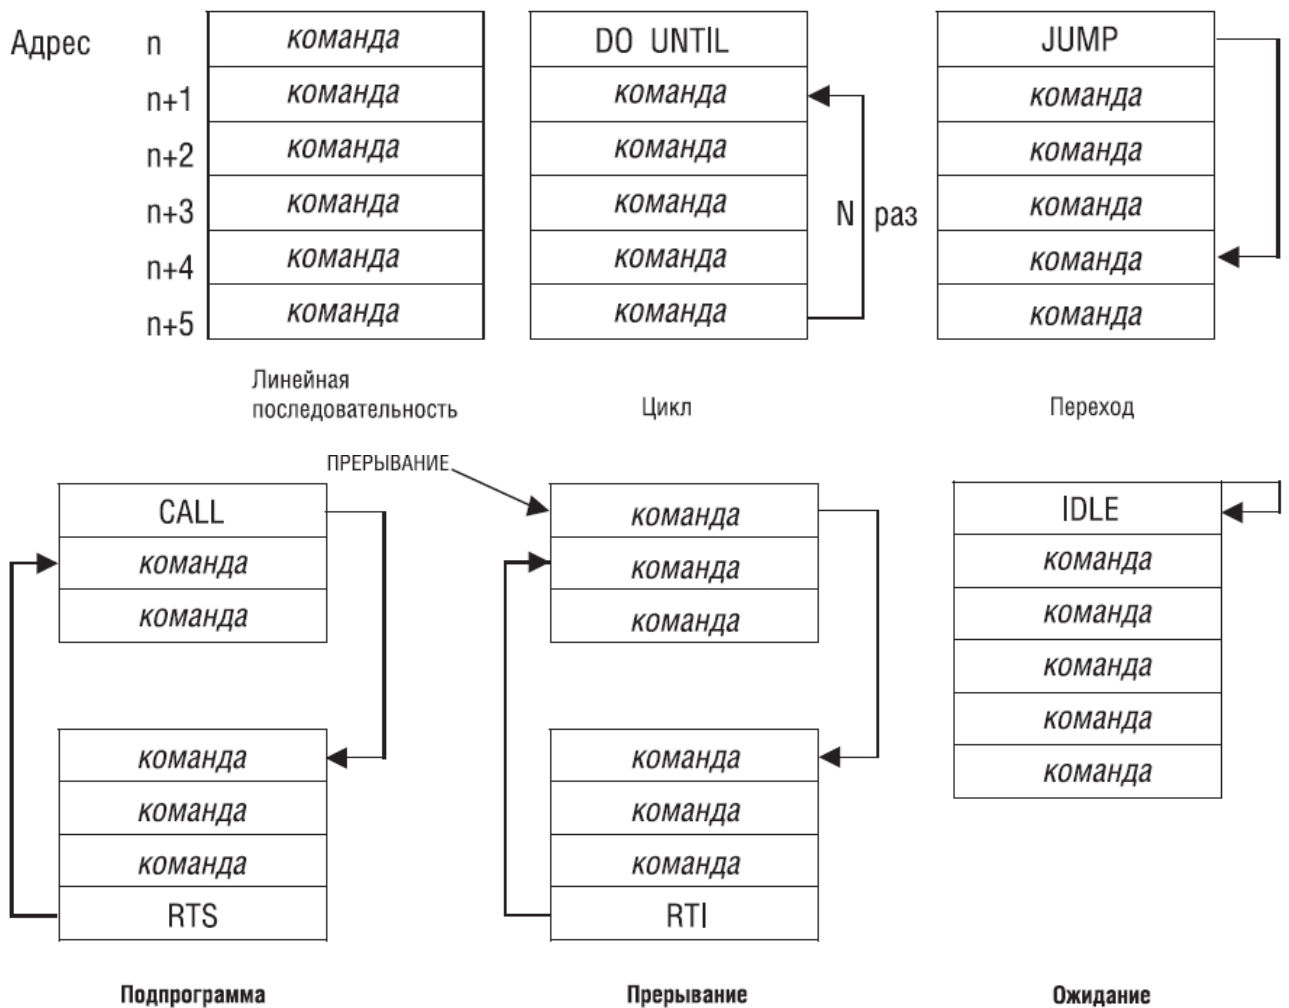 Адрес n команда DO UNTIL JUMP
n+1 команда команда команда
n+2 команда команда команда
n+3 команда команда N раз команда
n+4 команда команда команда
n+5 команда команда команда
Линейная
последовательность Цикл Переход
ПРЕРЫВАНИЕ
CALL команда IDLE
команда команда команда
команда команда команда
команда
команда команда команда
команда команда команда
команда команда
RTS RTI
Подпрограмма Прерывание Ожидание